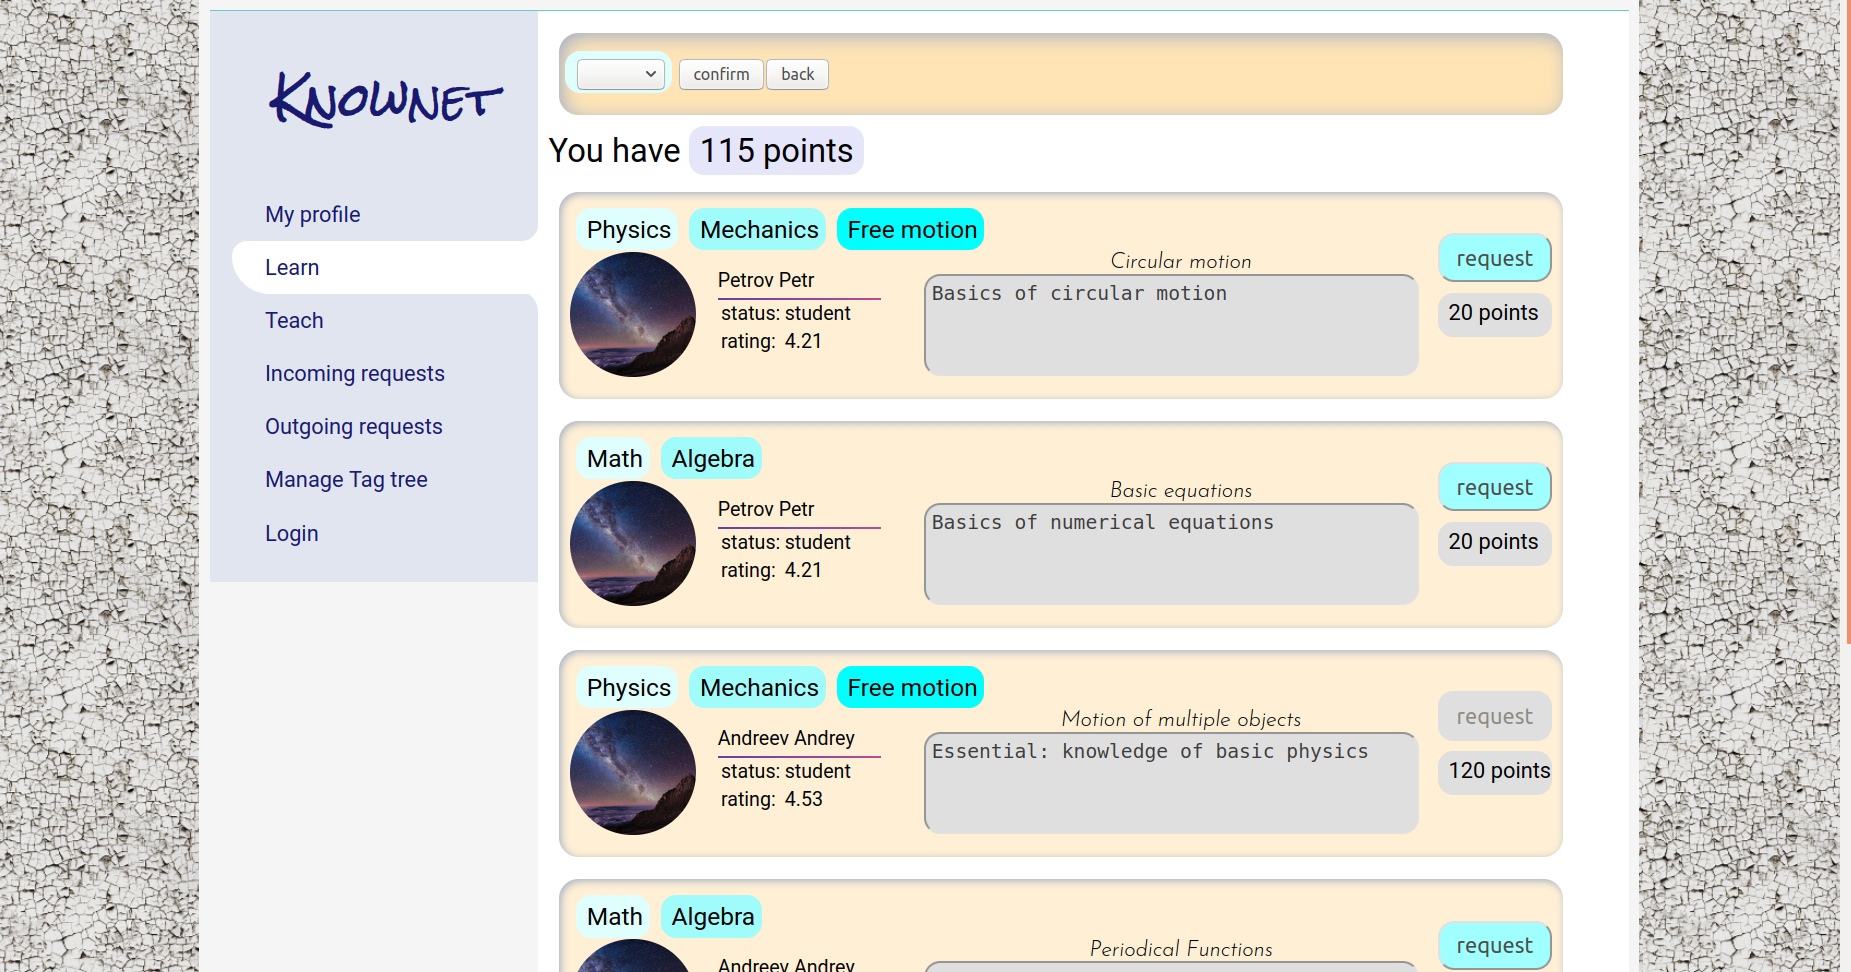 KNOWNET
My profile
Learn
Teach
Incoming requests
Outgoing requests
Manage Tag tree
Login
confirm back
You have 115 points
Physics Mechanics Free motion
Circular motion
Petrov Petr
status: student
rating: 4.21
Basics of circular motion
request
20 points
Math Algebra
Basic equations
Petrov Petr
status: student
rating: 4.21
Basics of numerical equations
request
20 points
Physics Mechanics Free motion
Motion of multiple objects
Andreev Andrey
status: student
rating: 4.53
Essential: knowledge of basic physics
request
120 points
Math Algebra
Periodical Functions
Andreev Andrey
request